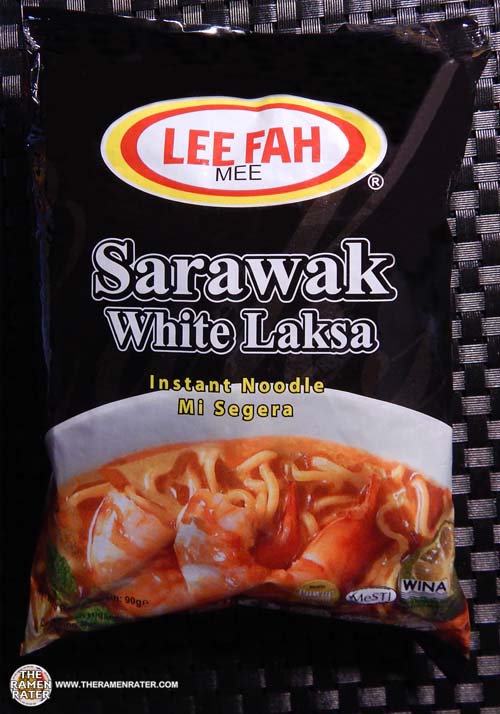 LEE FAH
MEE
®
Sarawak
White Laksa
Instant Noodle
Mi Segera
90g
MeSTI
WINA
THE
RAMEN
RATER
WWW.THERAMENRATER.COM